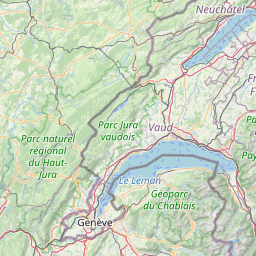 Neuchâtel
Parc Jura
vaudois
Vaud
Parc naturel
régional
du Haut-
Jura
Le Léman
Géoparc
du Chablais
Genève